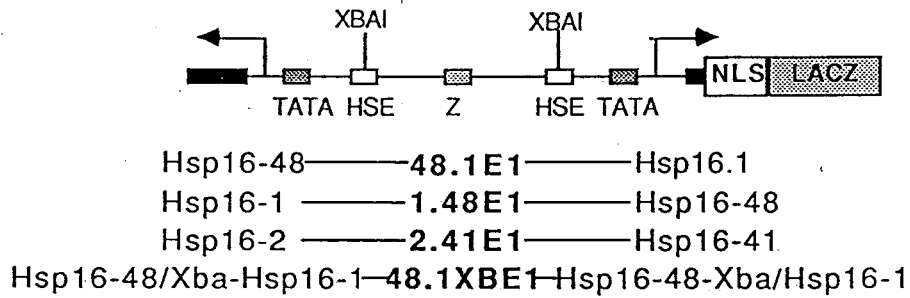 XBAI XBAI
NLS LACZ
TATA HSE Z HSE TATA
Hsp16-48 48.1E1 Hsp16.1
Hsp16-1 1.48E1 Hsp16-48
Hsp16-2 2.41E1 Hsp16-41
Hsp16-48/Xba-Hsp16-1 48.1XBE1 Hsp16-48-Xba/Hsp16-1